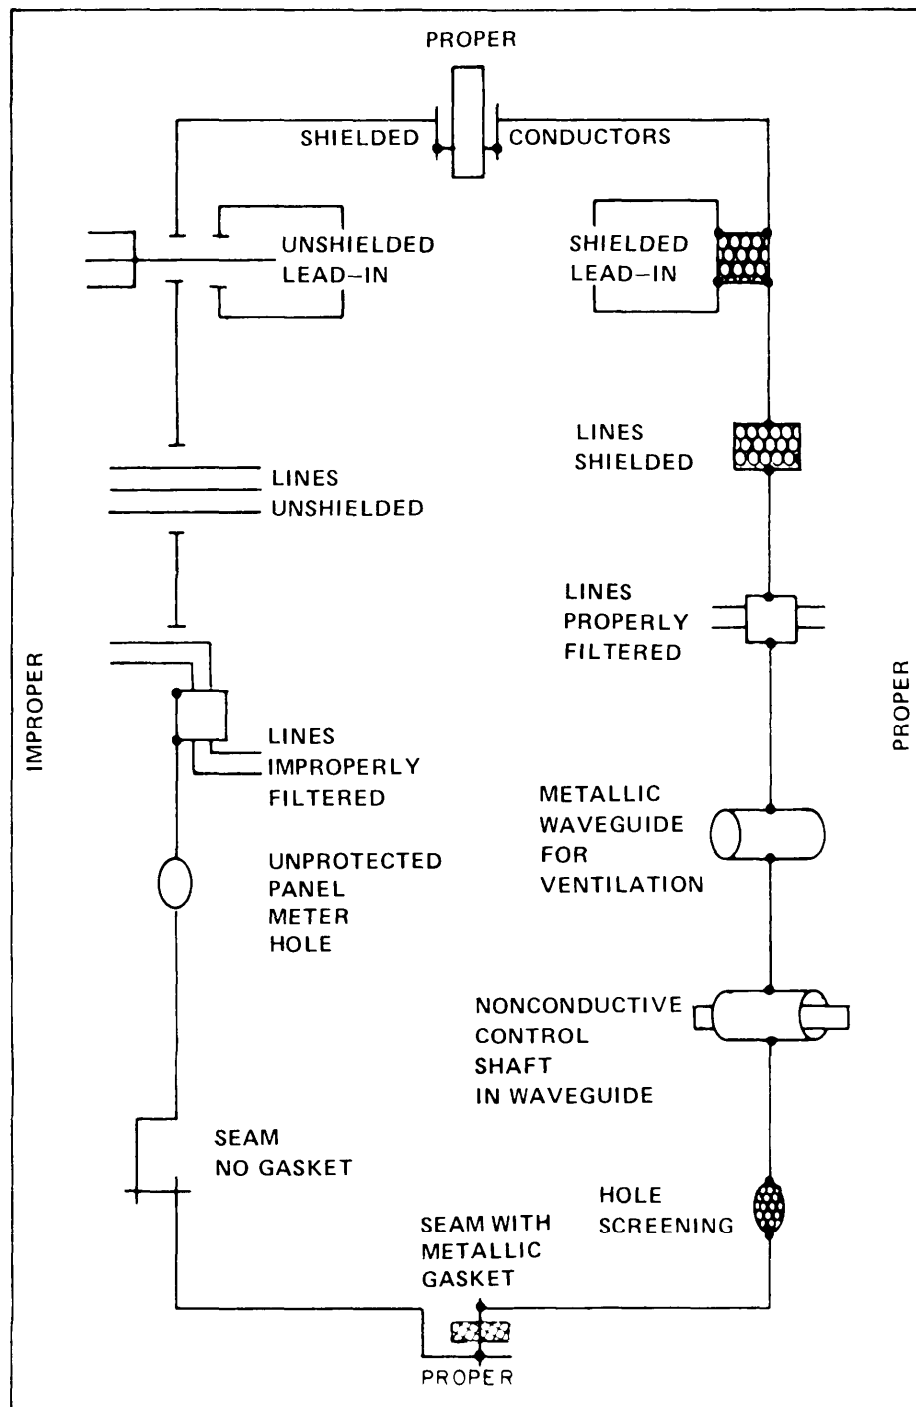 PROPER
SHIELDED CONDUCTORS
UNSHIELDED
LEAD-IN
SHIELDED
LEAD-IN
LINES
UNSHIELDED
LINES
SHIELDED
LINES
PROPERLY
FILTERED
IMPROPER
PROPER
LINES
IMPROPERLY
FILTERED
METALLIC
WAVEGUIDE
FOR
VENTILATION
UNPROTECTED
PANEL
METER
HOLE
NONCONDUCTIVE
CONTROL
SHAFT
IN WAVEGUIDE
SEAM
NO GASKET
HOLE
SCREENING
SEAM WITH
METALLIC
GASKET
PROPER